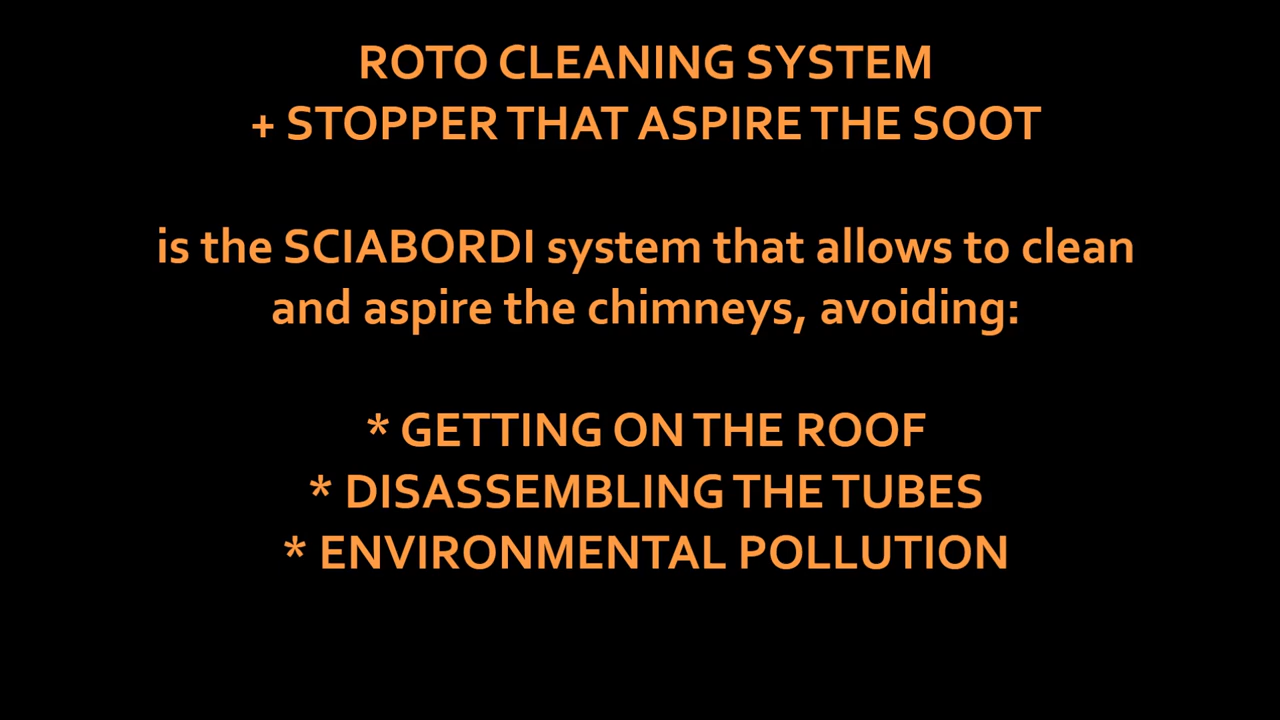 ROTO CLEANING SYSTEM
+ STOPPER THAT ASPIRE THE SOOT
is the SCIABORDI system that allows to clean
and aspire the chimneys, avoiding:
* GETTING ON THE ROOF
* DISASSEMBLING THE TUBES
* ENVIRONMENTAL POLLUTION